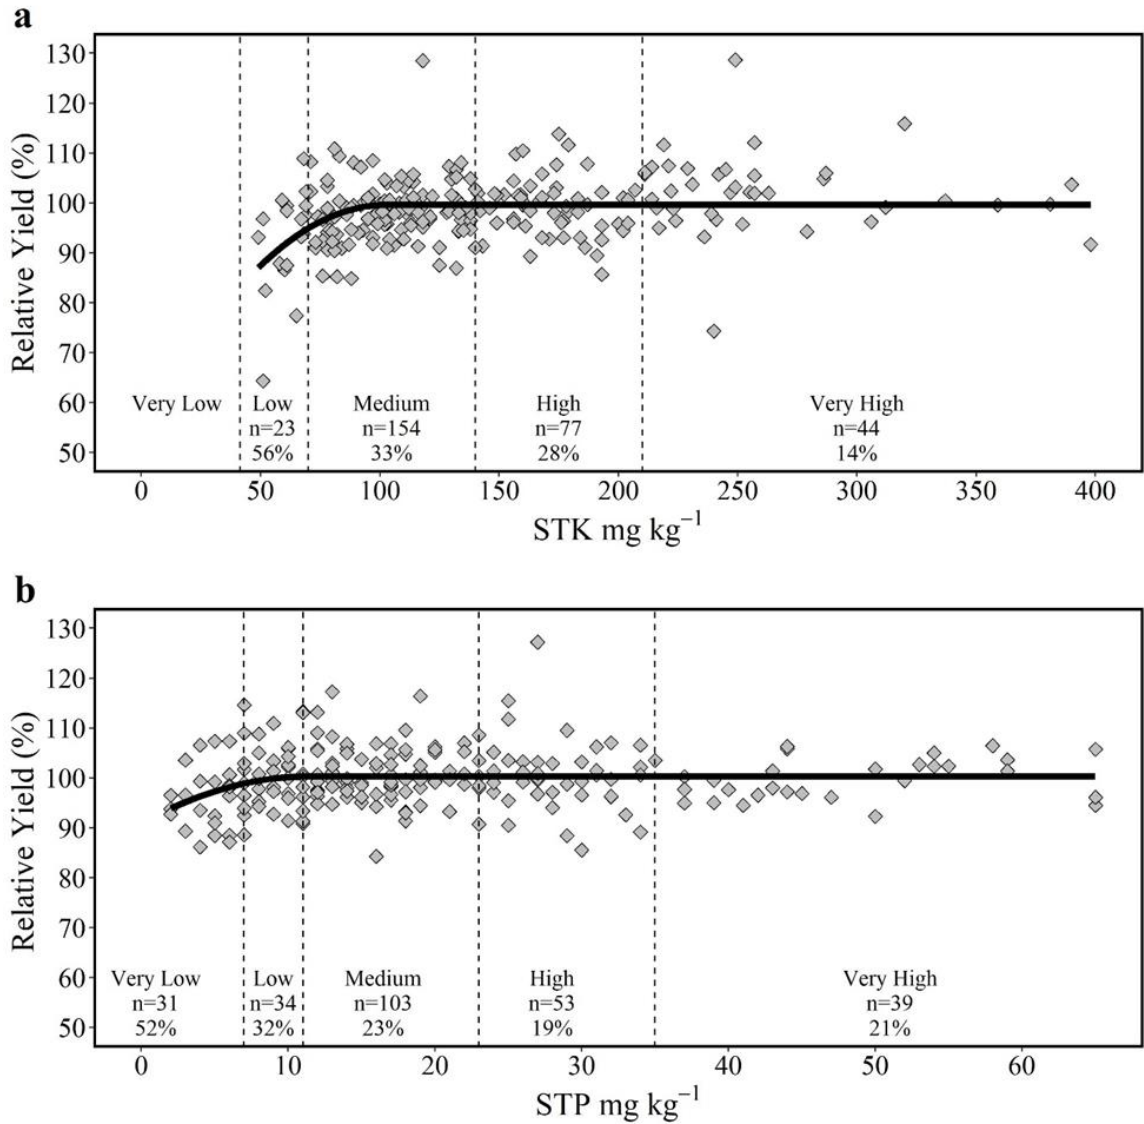 a
Relative Yield (%)
130
120
110
100
90
80
70
60
50
Very Low
Low
n=23
56%
Medium
n=154
33%
High
n=77
28%
Very High
n=44
14%
0 50 100 150 200 250 300 350 400
STK mg kg⁻¹
b
Relative Yield (%)
130
120
110
100
90
80
70
60
50
Very Low
n=31
52%
Low
n=34
32%
Medium
n=103
23%
High
n=53
19%
Very High
n=39
21%
0 10 20 30 40 50 60
STP mg kg⁻¹